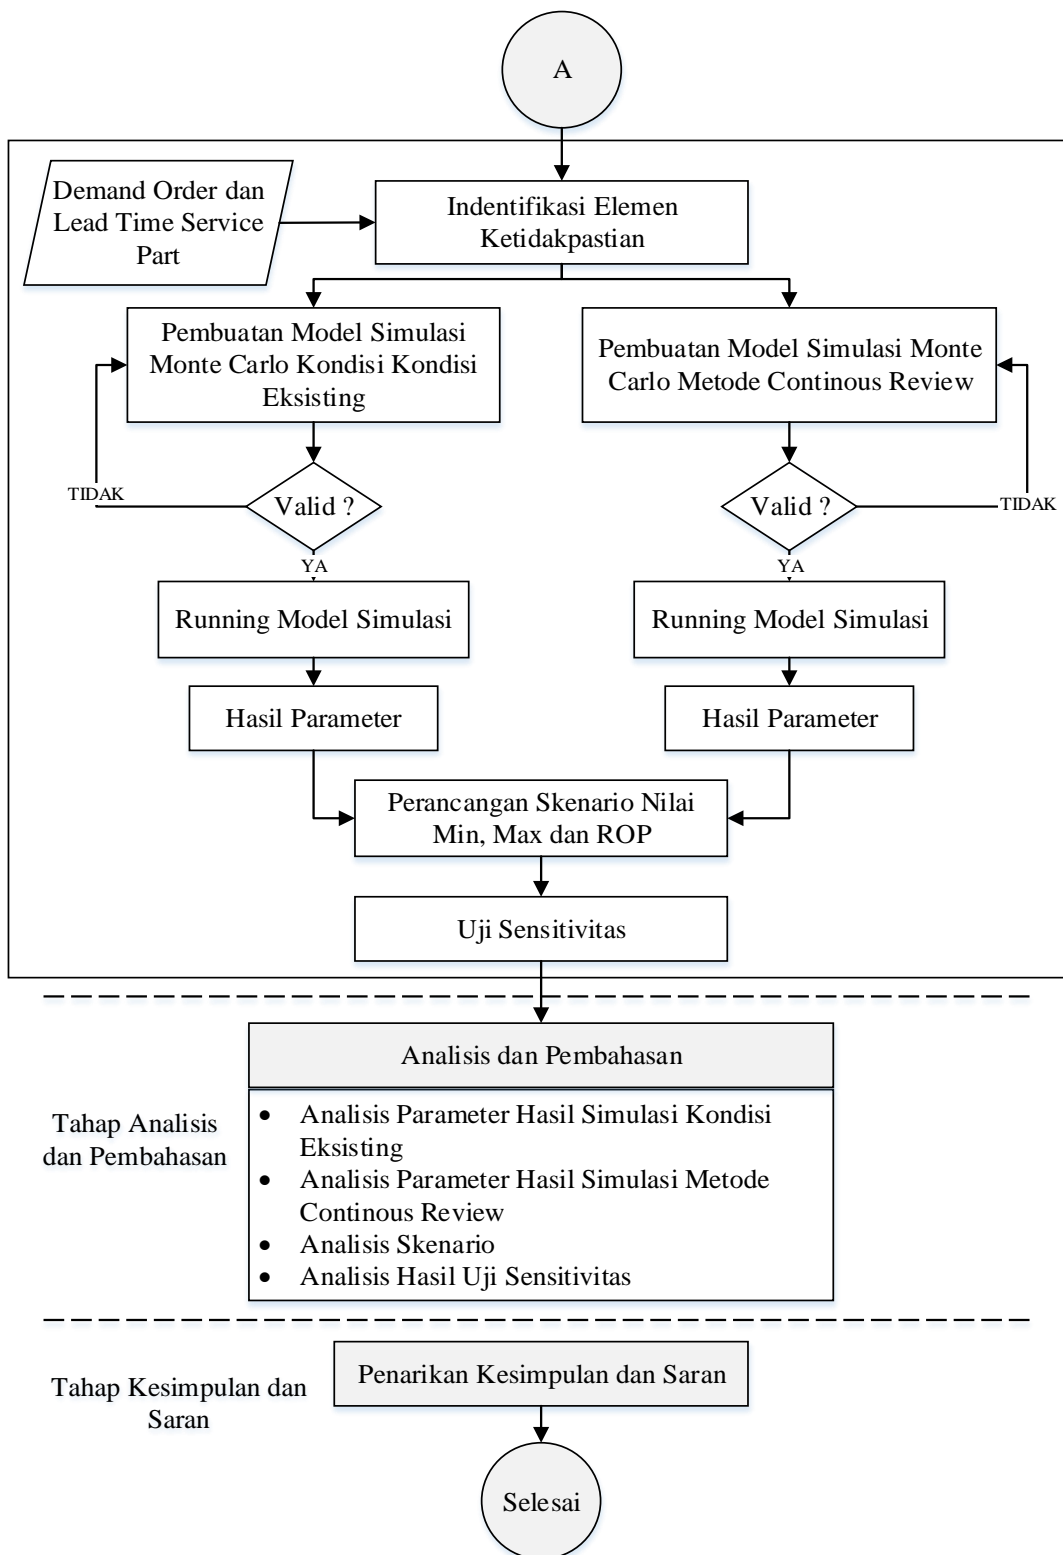 A
Demand Order dan
Lead Time Service
Part
Indentifikasi Elemen
Ketidakpastian
Pembuatan Model Simulasi
Monte Carlo Kondisi Kondisi
Eksisting
Pembuatan Model Simulasi Monte
Carlo Metode Continous Review
TIDAK
Valid ?
Valid ?
TIDAK
YA
YA
Running Model Simulasi
Running Model Simulasi
Hasil Parameter
Hasil Parameter
Perancangan Skenario Nilai
Min, Max dan ROP
Uji Sensitivitas
Tahap Analisis
dan Pembahasan
Analisis dan Pembahasan
• Analisis Parameter Hasil Simulasi Kondisi
Eksisting
• Analisis Parameter Hasil Simulasi Metode
Continous Review
• Analisis Skenario
• Analisis Hasil Uji Sensitivitas
Tahap Kesimpulan dan
Saran
Penarikan Kesimpulan dan Saran
Selesai